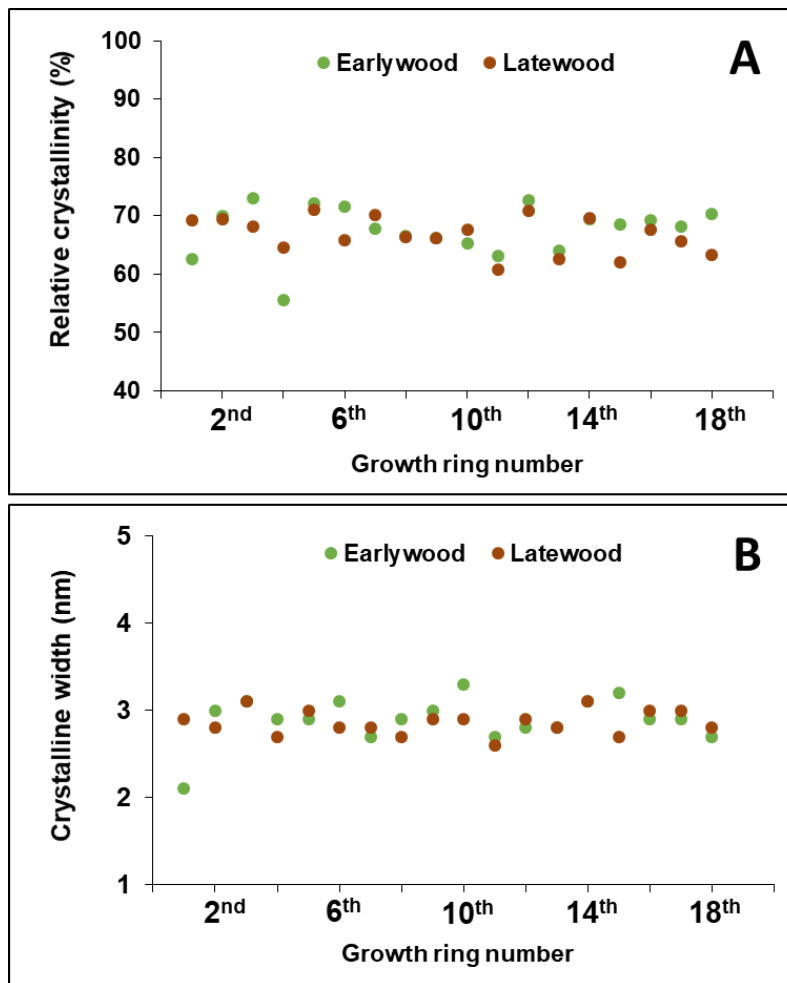 A
Earlywood Latewood
Relative crystallinity (%)
100
90
80
70
60
50
40
2nd 6th 10th 14th 18th
Growth ring number
B
Earlywood Latewood
Crystalline width (nm)
5
4
3
2
1
2nd 6th 10th 14th 18th
Growth ring number